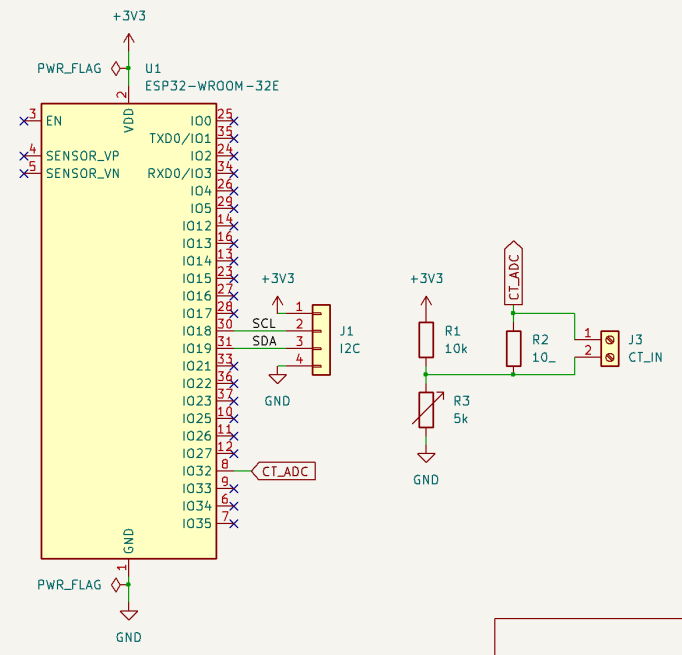 +3V3
PWR_FLAG
U1
ESP32-WROOM-32E
2
VDD
3
EN
4
SENSOR_VP
5
SENSOR_VN
IO0
25
TXD0/IO1
35
IO2
24
RXD0/IO3
34
IO4
26
IO5
29
IO12
14
IO13
16
IO14
13
IO15
23
IO16
27
IO17
28
IO18
30
SCL
IO19
31
SDA
IO21
33
IO22
36
IO23
37
IO25
10
IO26
11
IO27
12
IO32
8
CT_ADC
IO33
9
IO34
6
IO35
7
GND
1
PWR_FLAG
GND
+3V3
1
2
3
4
J1
I2C
GND
+3V3
R1
10k
R3
5k
GND
CT_ADC
R2
10_
1
2
J3
CT_IN